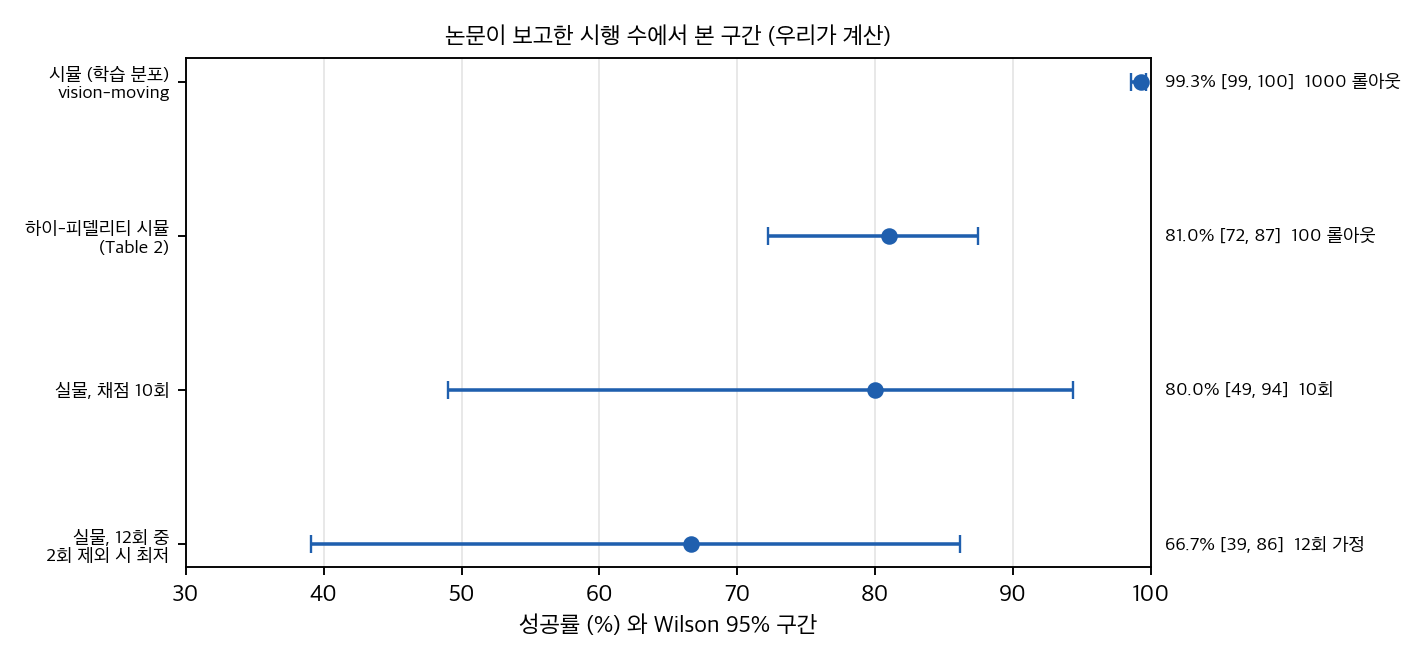 논문이 보고한 시행 수에서 본 구간 (우리가 계산)
시뮬 (학습 분포)
vision-moving
99.3% [99, 100]  1000 롤아웃
하이-피델리티 시뮬
(Table 2)
81.0% [72, 87]  100 롤아웃
실물, 채점 10회
80.0% [49, 94]  10회
실물, 12회 중
2회 제외 시 최저
66.7% [39, 86]  12회 가정
30 40 50 60 70 80 90 100
성공률 (%) 와 Wilson 95% 구간